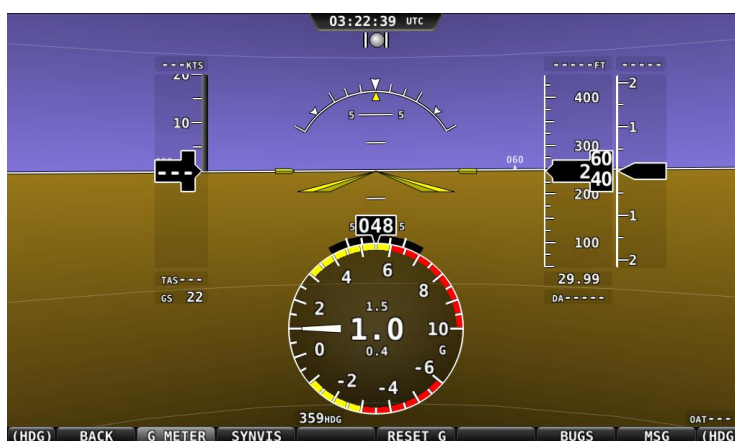 03:22:39 UTC
---KTS
-----FT
-----
20
10
---
5 5
060
400
300
2 60
40
200
100
2
1
1
2
5 048 5
TAS---
GS 22
29.99
DA-----
4 6 8
2 1.5
1.0 10
0 0.4 G
-2 -4 -6
359HDG
OAT---
(HDG) BACK G METER SYNVIS RESET G BUGS MSG (HDG